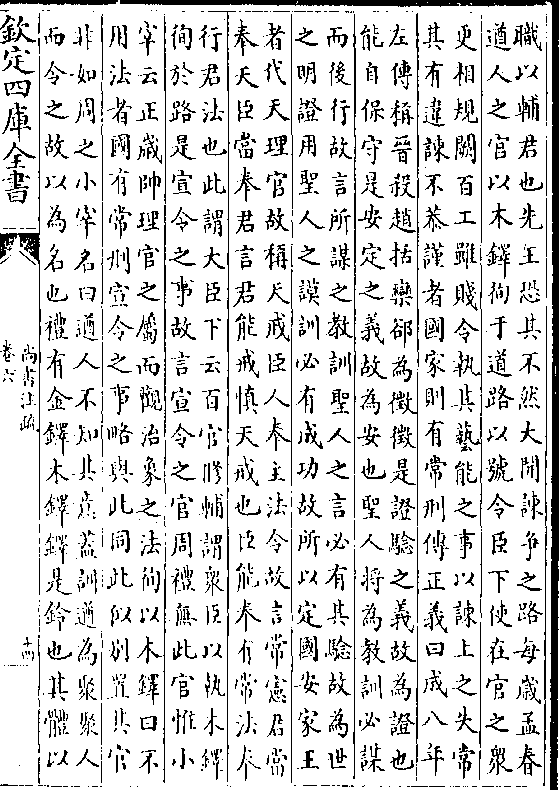 職以輔君也先王恐其不然大開諫爭之路每歲孟春
遒人之官以木鐸徇于道路以號令臣下使在官之衆
更相規闕百工雖賤令執其藝能之事以諫上之失常
其有違諫不恭謹者國家則有常刑傳正義曰成八年
左傳稱晉殺趙括欒郤為徵徵是證驗之義故為證也
能自保守是安定之義故為安也聖人將為教訓必謀
而後行故言所謀之教訓聖人之言必有其驗故為世
之明證用聖人之謨訓必有成功故所以定國安家王
者代天理官故稱天戒臣人奉主法令故言常憲君當
奉天臣當奉君言君能戒慎天戒也臣能奉有常法奉
行君法也此謂大臣下云百官脩輔謂衆臣以執木鐸
徇於路是宣令之事故言宣令之官周禮無此官惟小
宰云正歲帥理官之屬而觀治象之法徇以木鐸曰不
用法者國有常刑宣令之事略與此同此似別置其官
非如周之小宰名曰遒人不知其意蓋訓遒為聚聚人
而令之故以為名也禮有金鐸木鐸鐸是鈴也其體以
欽定四庫全書
尚書注疏
卷六
十四